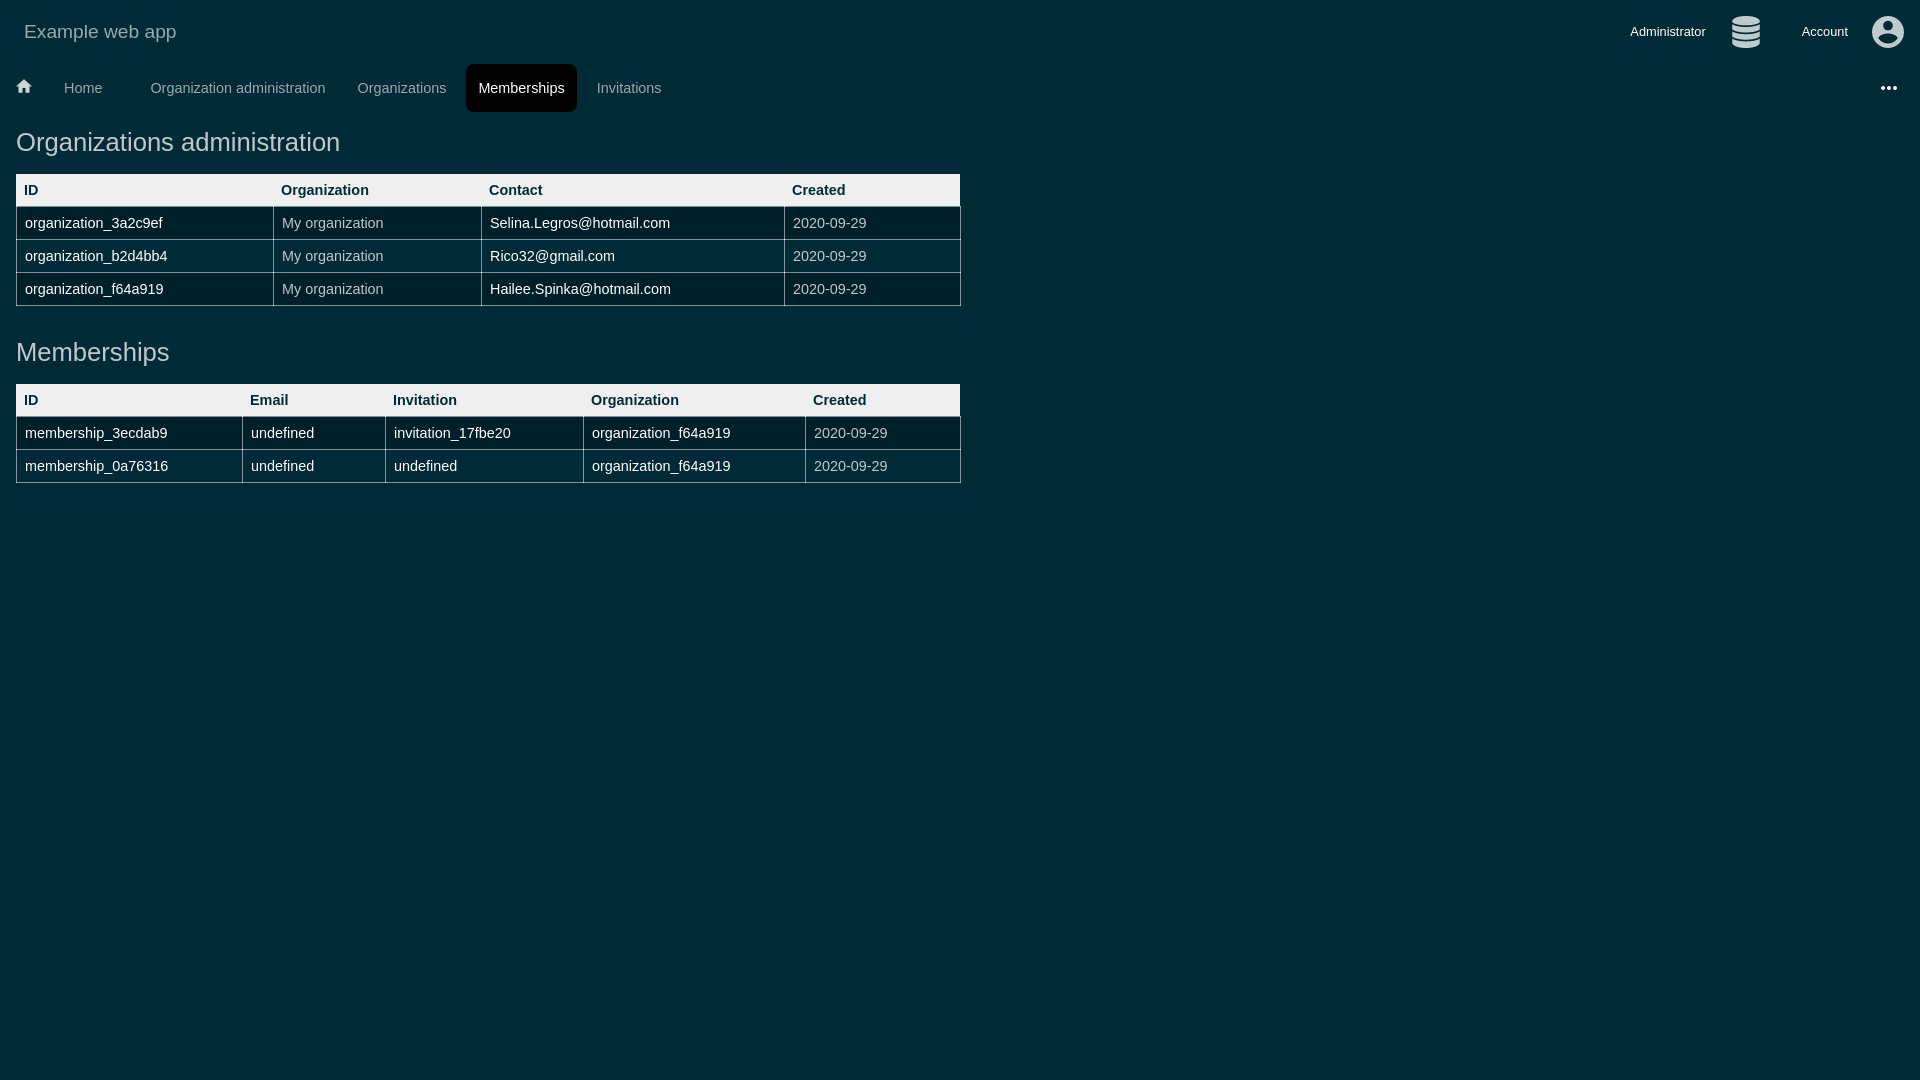 Example web app
Administrator Account
Home Organization administration Organizations Memberships Invitations
Organizations administration
ID Organization Contact Created
organization_3a2c9ef My organization Selina.Legros@hotmail.com 2020-09-29
organization_b2d4bb4 My organization Rico32@gmail.com 2020-09-29
organization_f64a919 My organization Hailee.Spinka@hotmail.com 2020-09-29
Memberships
ID Email Invitation Organization Created
membership_3ecdab9 undefined invitation_17fbe20 organization_f64a919 2020-09-29
membership_0a76316 undefined undefined organization_f64a919 2020-09-29